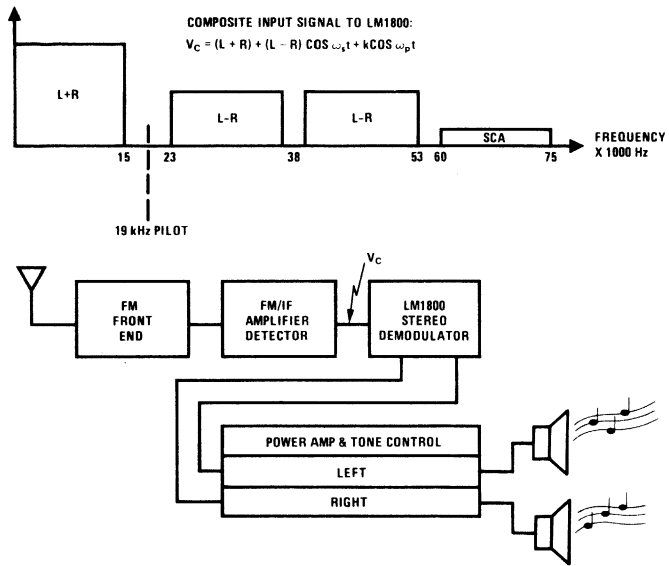 COMPOSITE INPUT SIGNAL TO LM1800:
V_C = (L + R) + (L − R) COS ω_s t + kCOS ω_p t
L+R
L−R
L−R
SCA
FREQUENCY
X 1000 Hz
15
23
38
53
60
75
19 kHz PILOT
V_C
FM
FRONT
END
FM/IF
AMPLIFIER
DETECTOR
LM1800
STEREO
DEMODULATOR
POWER AMP & TONE CONTROL
LEFT
RIGHT